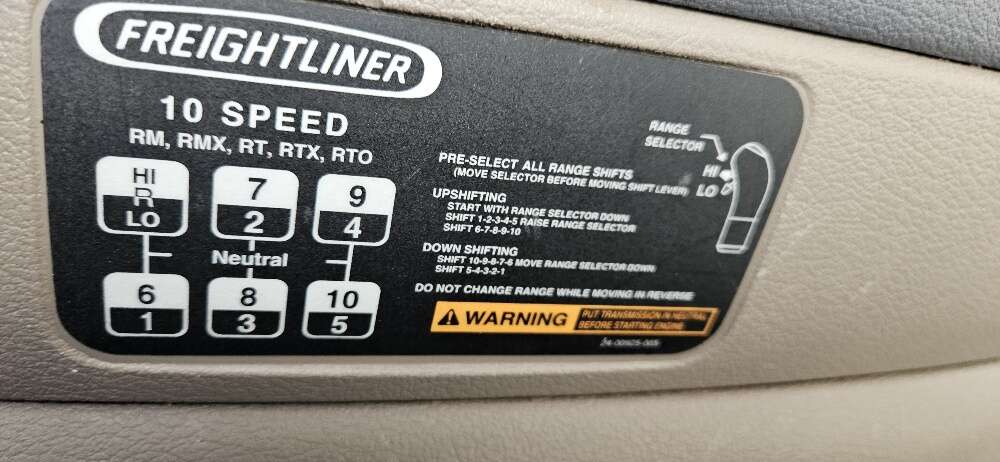 FREIGHTLINER
10 SPEED
RM, RMX, RT, RTX, RTO
HI
R
LO
7
2
9
4
Neutral
6
1
8
3
10
5
PRE-SELECT ALL RANGE SHIFTS
(MOVE SELECTOR BEFORE MOVING SHIFT LEVER)
UPSHIFTING
START WITH RANGE SELECTOR DOWN
SHIFT 1-2-3-4-5 RAISE RANGE SELECTOR
SHIFT 6-7-8-9-10
DOWN SHIFTING
SHIFT 10-9-8-7-6 MOVE RANGE SELECTOR DOWN
SHIFT 5-4-3-2-1
DO NOT CHANGE RANGE WHILE MOVING IN REVERSE
WARNING
PUT TRANSMISSION IN NEUTRAL
BEFORE STARTING ENGINE
RANGE
SELECTOR
HI
LO